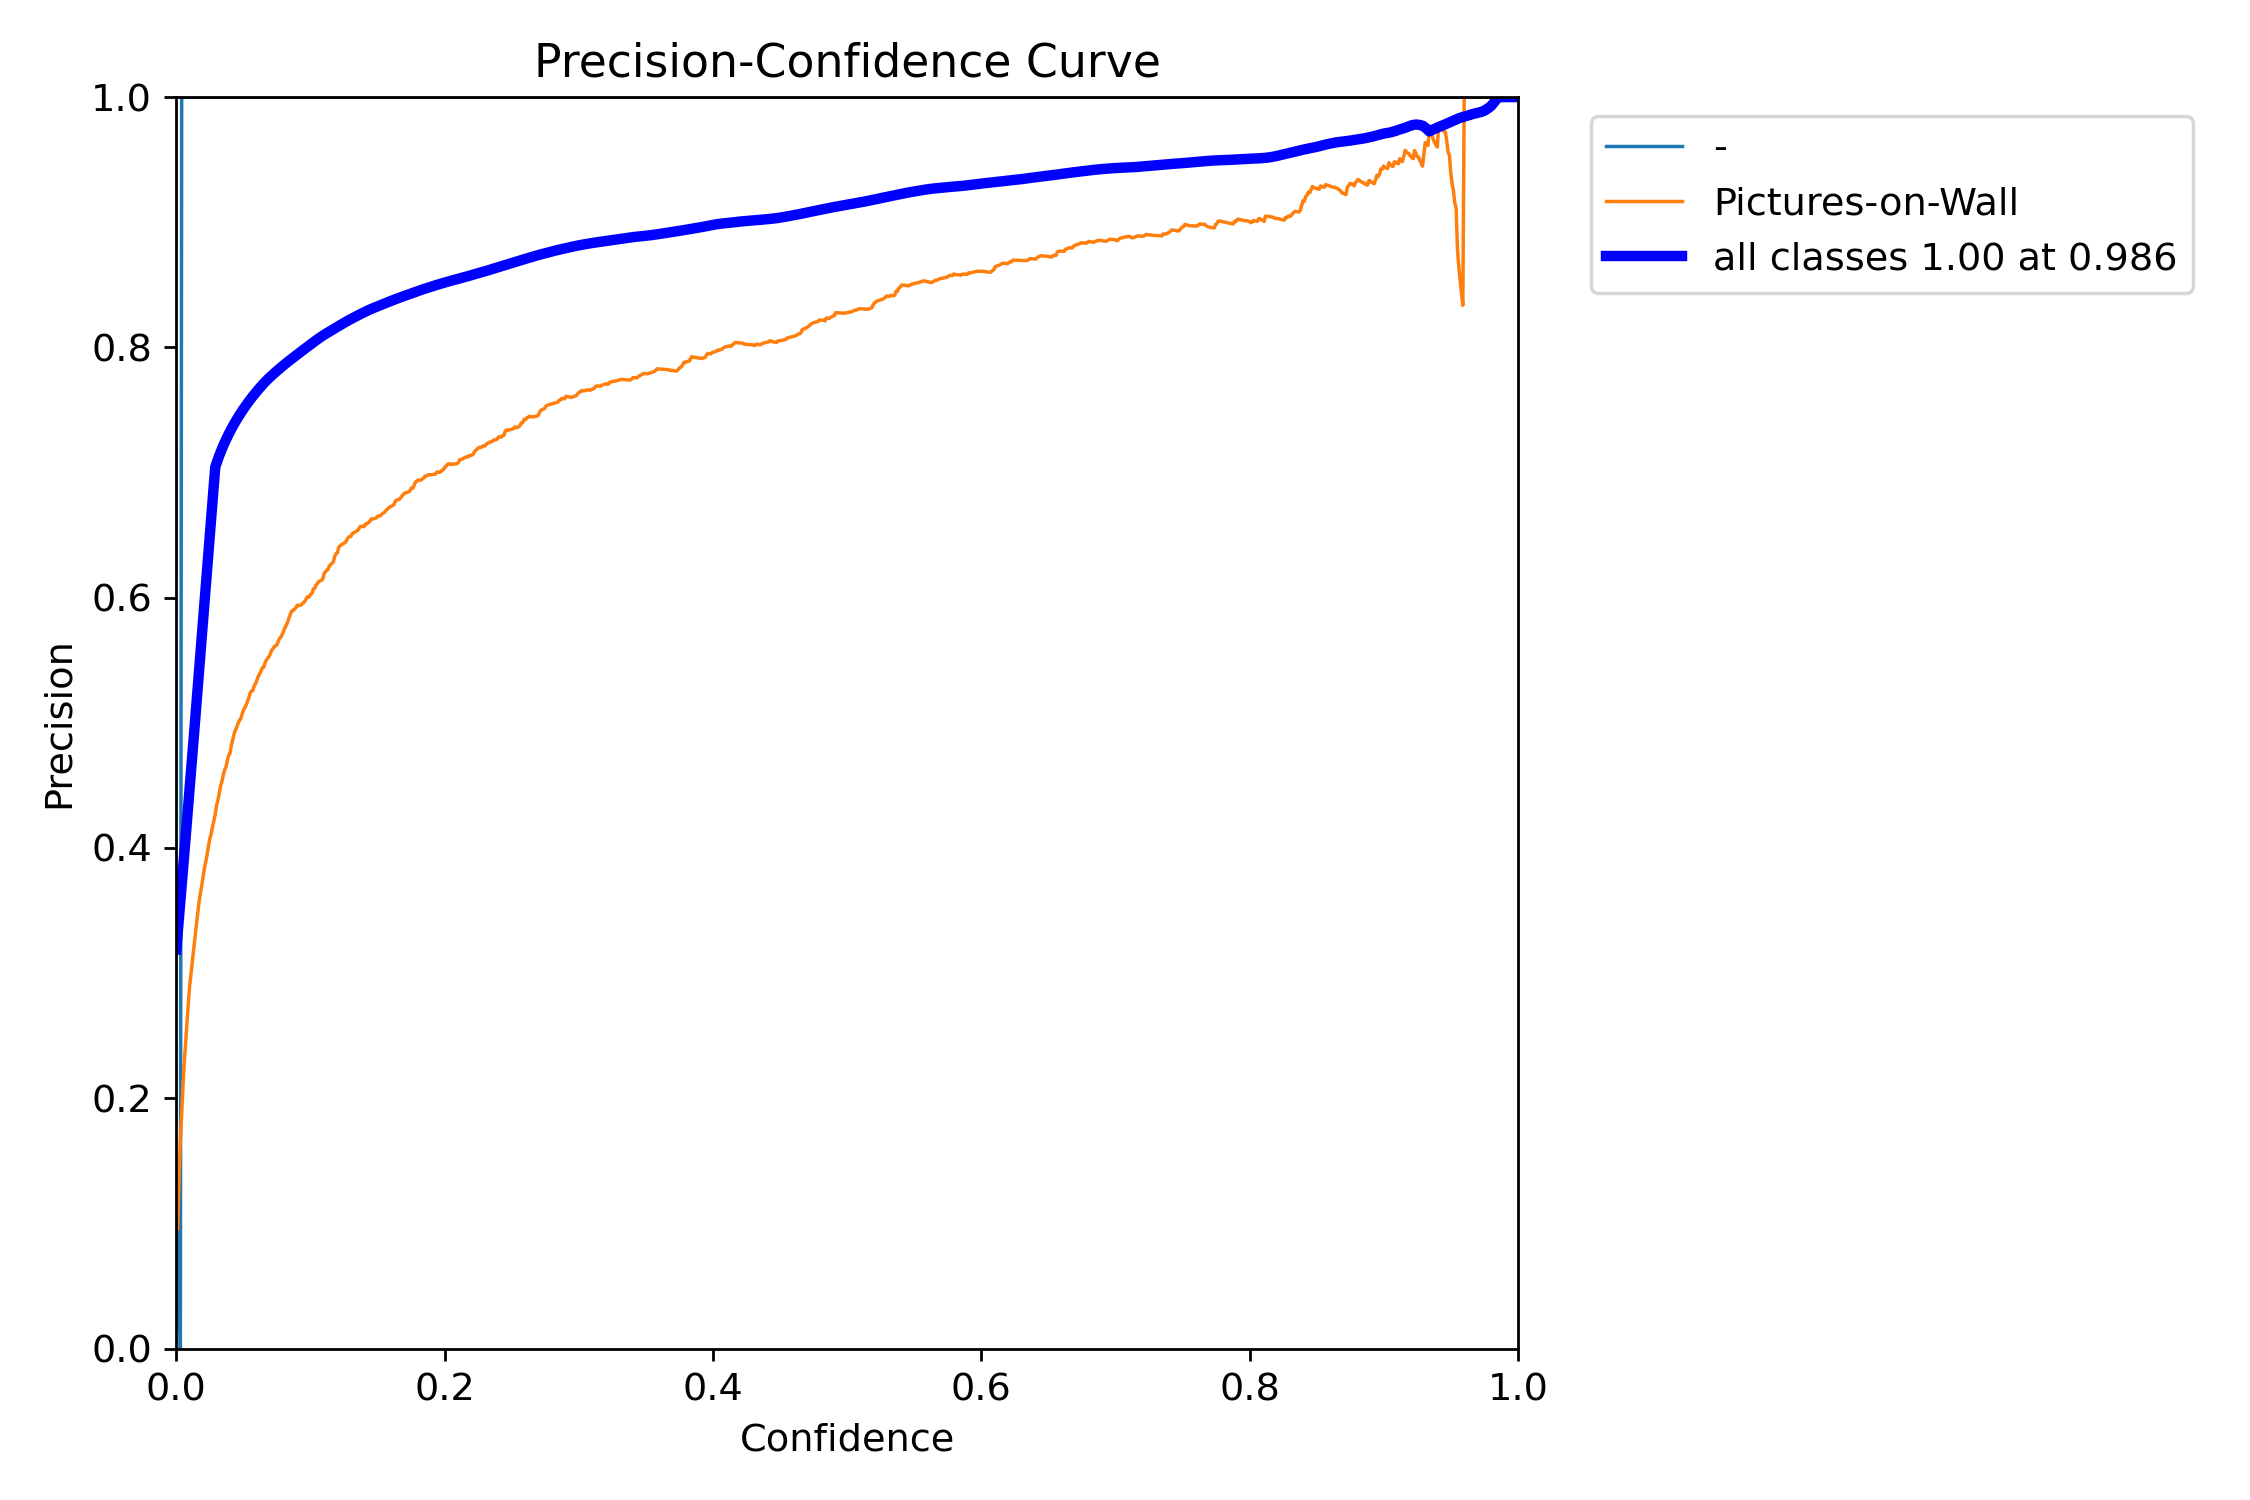 Precision-Confidence Curve
1.0
0.8
0.6
0.4
0.2
0.0
Precision
0.0 0.2 0.4 0.6 0.8 1.0
Confidence
-
Pictures-on-Wall
all classes 1.00 at 0.986